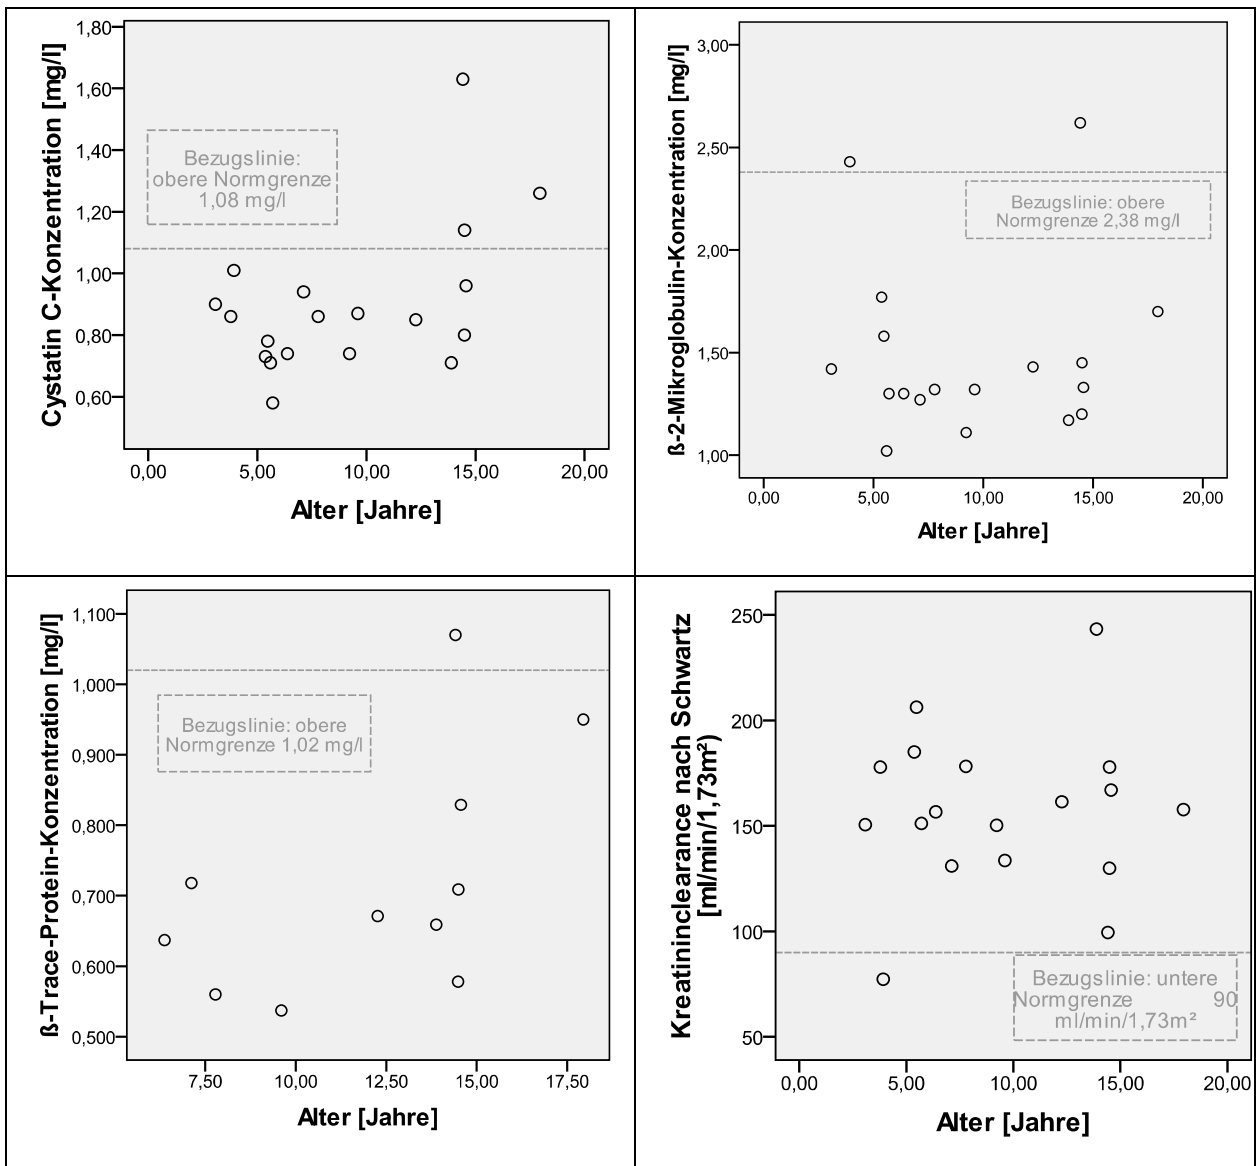 Cystatin C-Konzentration [mg/l]
1,80
1,60
1,40
1,20
1,00
0,80
0,60
Bezugslinie:
obere Normgrenze
1,08 mg/l
0,00 5,00 10,00 15,00 20,00
Alter [Jahre]
ß-2-Mikroglobulin-Konzentration [mg/l]
3,00
2,50
2,00
1,50
1,00
Bezugslinie: obere
Normgrenze 2,38 mg/l
0,00 5,00 10,00 15,00 20,00
Alter [Jahre]
ß-Trace-Protein-Konzentration [mg/l]
1,100
1,000
0,900
0,800
0,700
0,600
0,500
Bezugslinie: obere
Normgrenze 1,02 mg/l
7,50 10,00 12,50 15,00 17,50
Alter [Jahre]
Kreatininclearance nach Schwartz
[ml/min/1,73m²)
250
200
150
100
50
Bezugslinie: untere
Normgrenze 90
ml/min/1,73m²
0,00 5,00 10,00 15,00 20,00
Alter [Jahre]